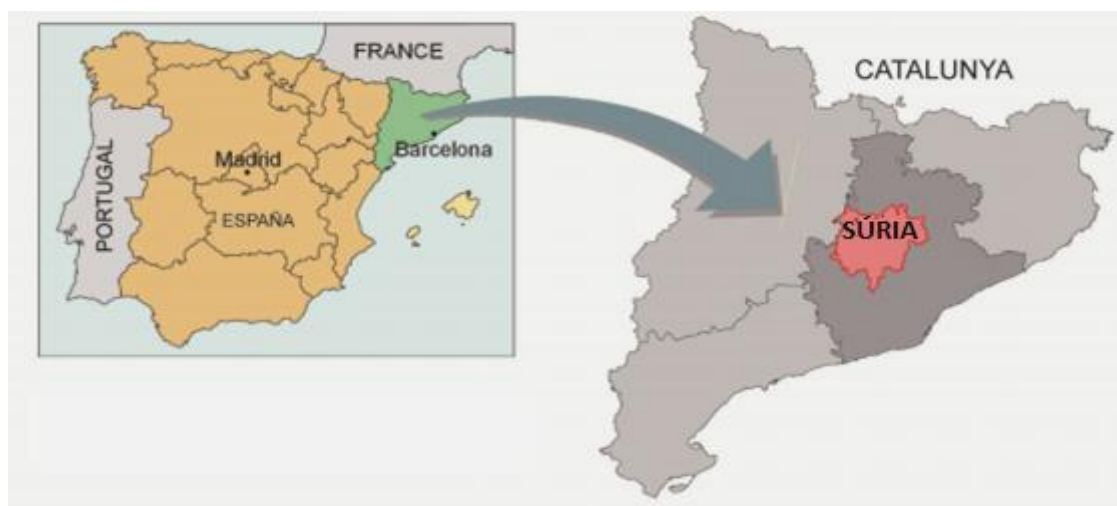 FRANCE
PORTUGAL
Madrid
Barcelona
ESPAÑA
CATALUNYA
SÚRIA